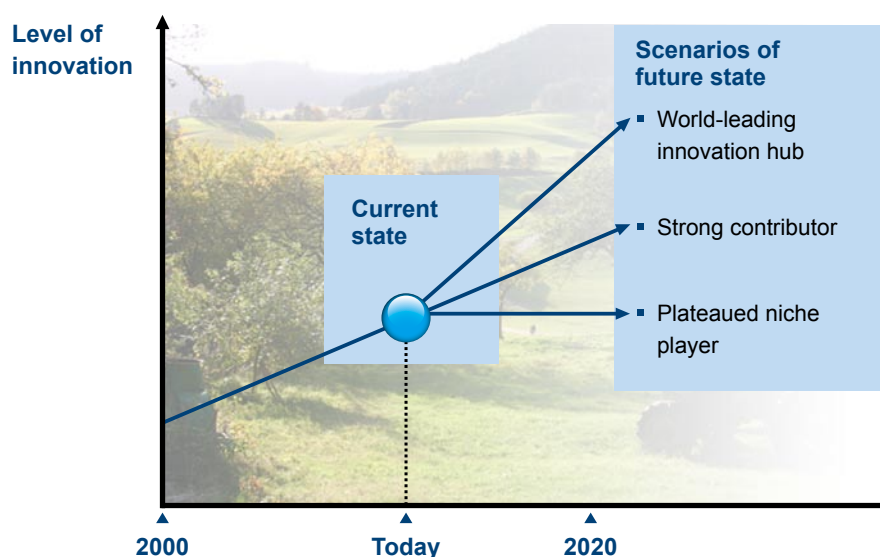 Level of
innovation
Scenarios of
future state
▪ World-leading
innovation hub
Current
state
▪ Strong contributor
▪ Plateaued niche
player
2000
Today
2020